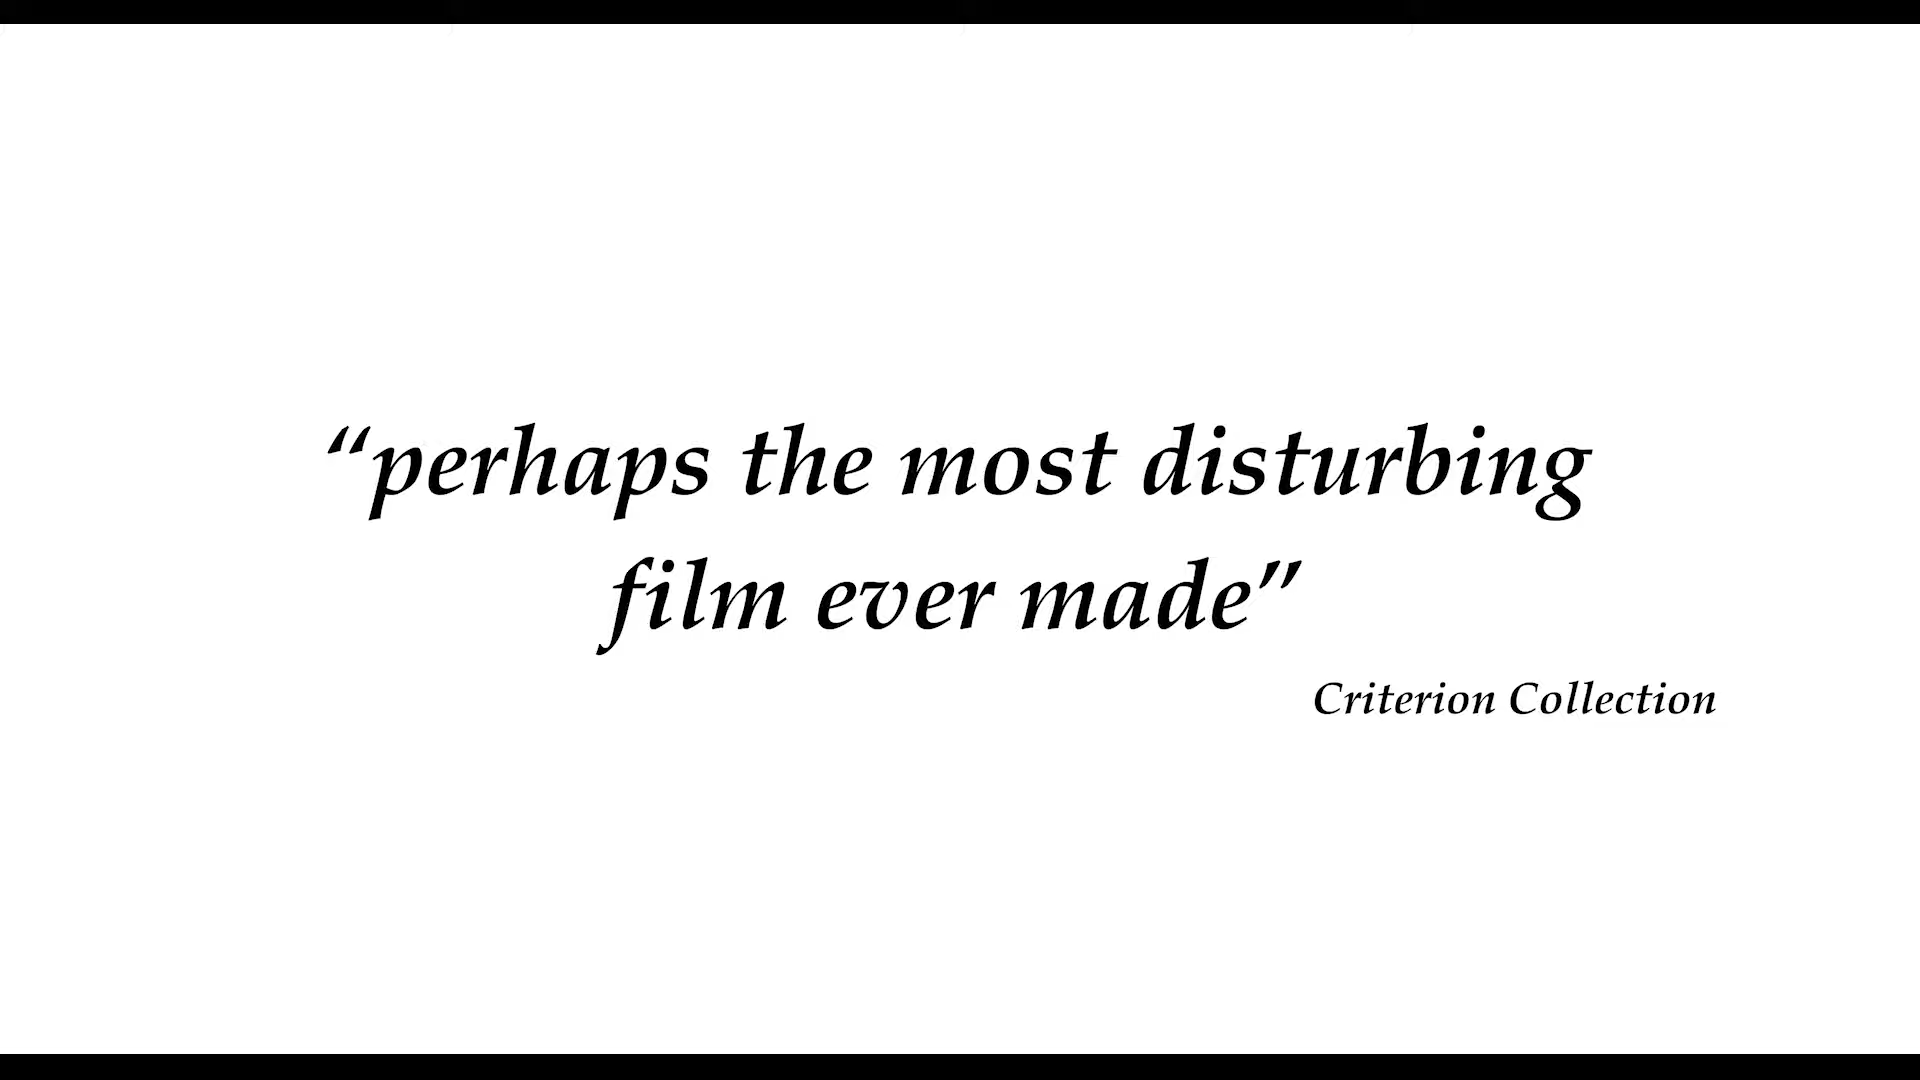 “perhaps the most disturbing
film ever made”
Criterion Collection